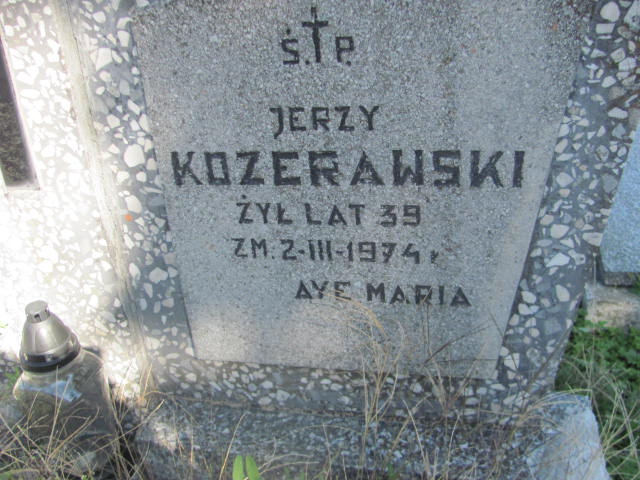 Ś.†P.
JERZY
KOZERAWSKI
ŻYŁ LAT 39
ZM. 2-III-1974 r.
AVE MARIA